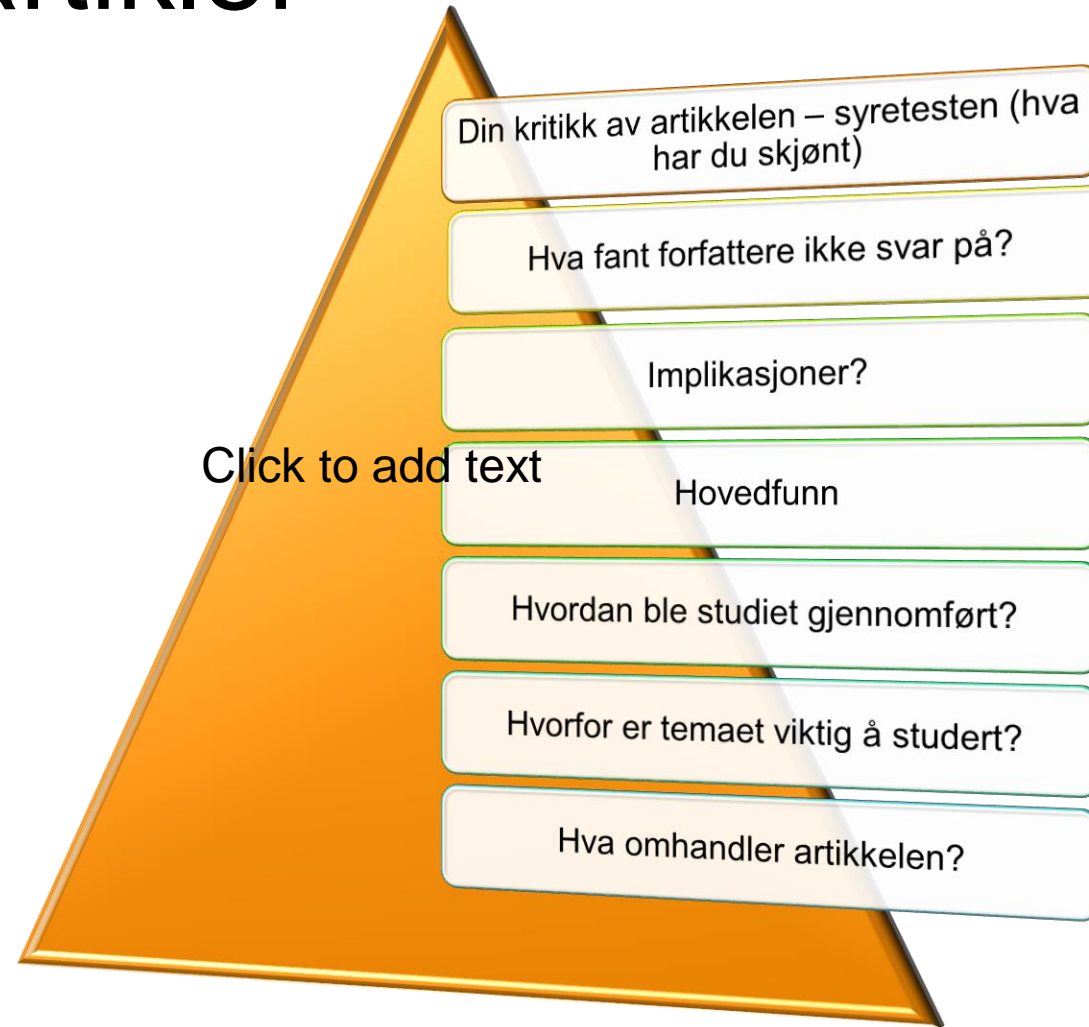 Din kritikk av artikkelen – syretesten (hva
har du skjønt)
Hva fant forfattere ikke svar på?
Implikasjoner?
Click to add text
Hovedfunn
Hvordan ble studiet gjennomført?
Hvorfor er temaet viktig å studert?
Hva omhandler artikkelen?